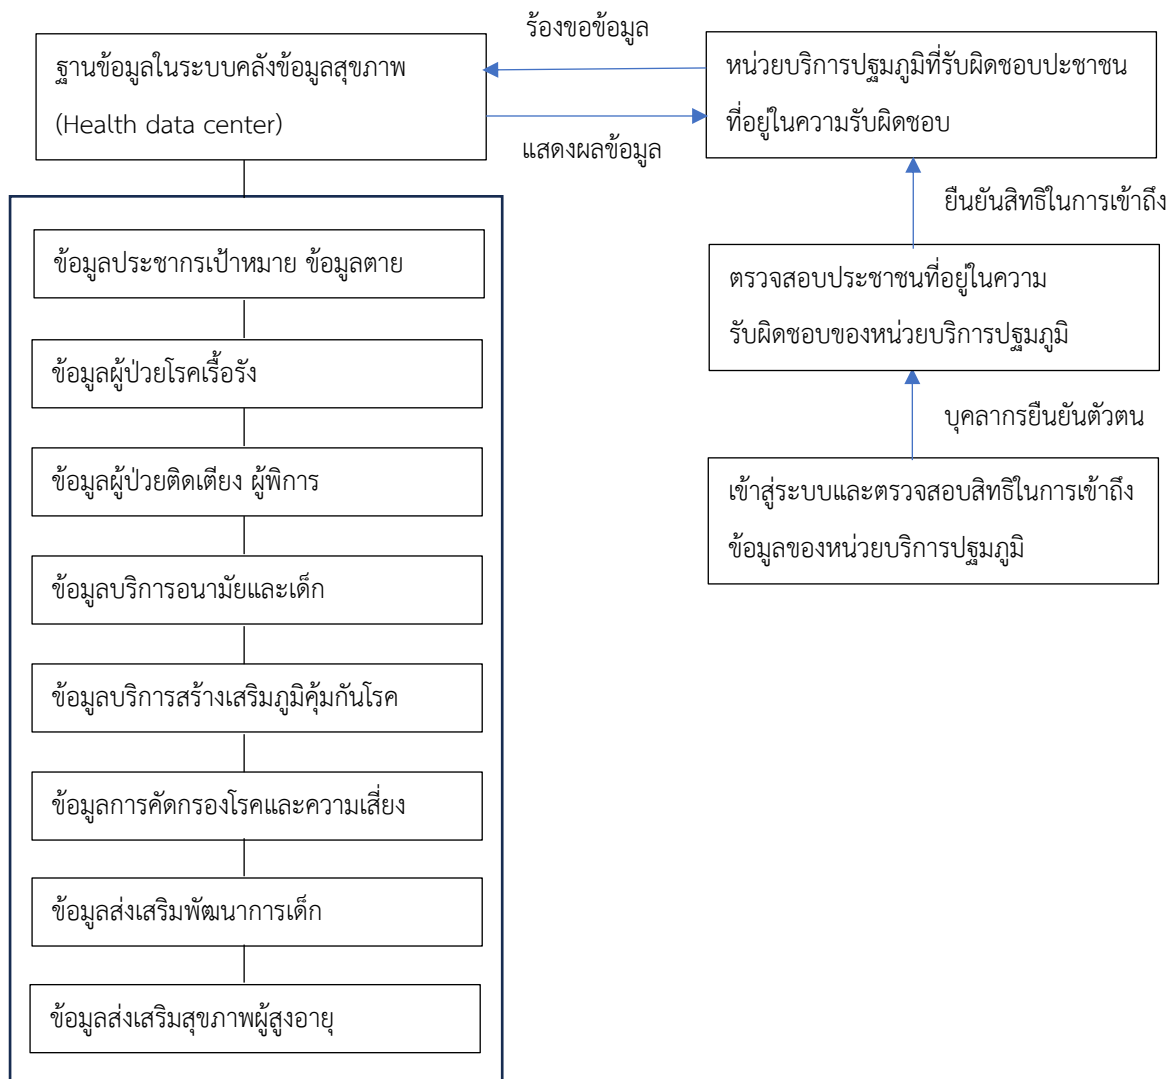 ร้องขอข้อมูล
ฐานข้อมูลในระบบคลังข้อมูลสุขภาพ
(Health data center)
แสดงผลข้อมูล
หน่วยบริการปฐมภูมิที่รับผิดชอบปะชาชน
ที่อยู่ในความรับผิดชอบ
ยืนยันสิทธิในการเข้าถึง
ตรวจสอบประชาชนที่อยู่ในความ
รับผิดชอบของหน่วยบริการปฐมภูมิ
บุคลากรยืนยันตัวตน
เข้าสู่ระบบและตรวจสอบสิทธิในการเข้าถึง
ข้อมูลของหน่วยบริการปฐมภูมิ
ข้อมูลประชากรเป้าหมาย ข้อมูลตาย
ข้อมูลผู้ป่วยโรคเรื้อรัง
ข้อมูลผู้ป่วยติดเตียง ผู้พิการ
ข้อมูลบริการอนามัยและเด็ก
ข้อมูลบริการสร้างเสริมภูมิคุ้มกันโรค
ข้อมูลการคัดกรองโรคและความเสี่ยง
ข้อมูลส่งเสริมพัฒนาการเด็ก
ข้อมูลส่งเสริมสุขภาพผู้สูงอายุ